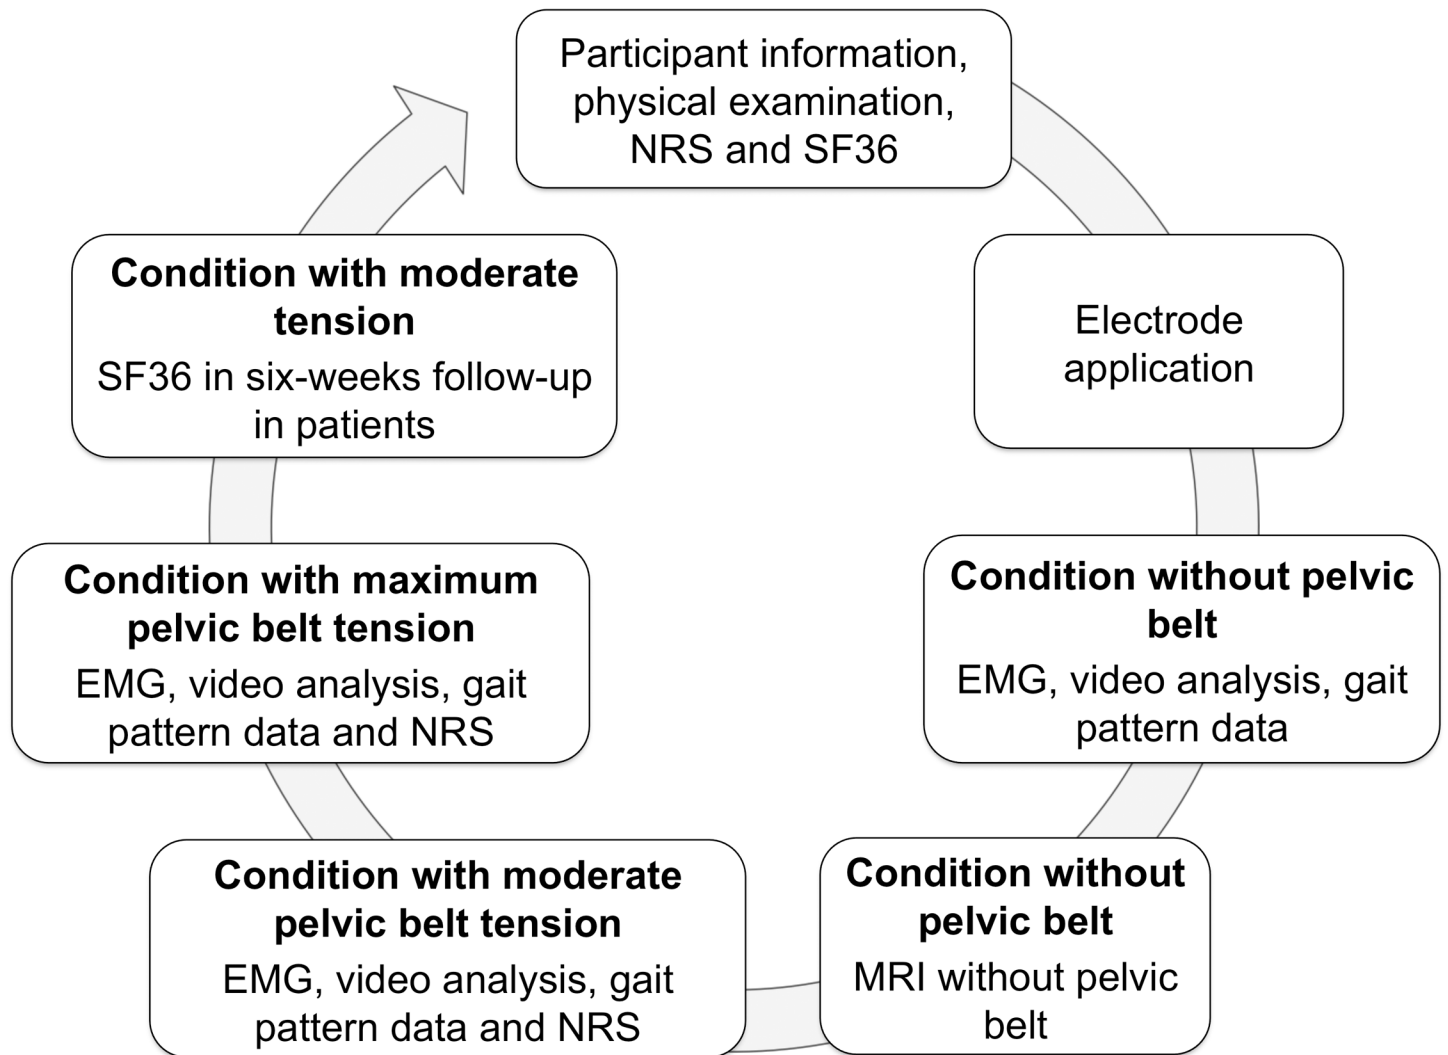 Participant information,
physical examination,
NRS and SF36
Electrode
application
Condition without pelvic
belt
EMG, video analysis, gait
pattern data
Condition without
pelvic belt
MRI without pelvic
belt
Condition with moderate
pelvic belt tension
EMG, video analysis, gait
pattern data and NRS
Condition with maximum
pelvic belt tension
EMG, video analysis, gait
pattern data and NRS
Condition with moderate
tension
SF36 in six-weeks follow-up
in patients